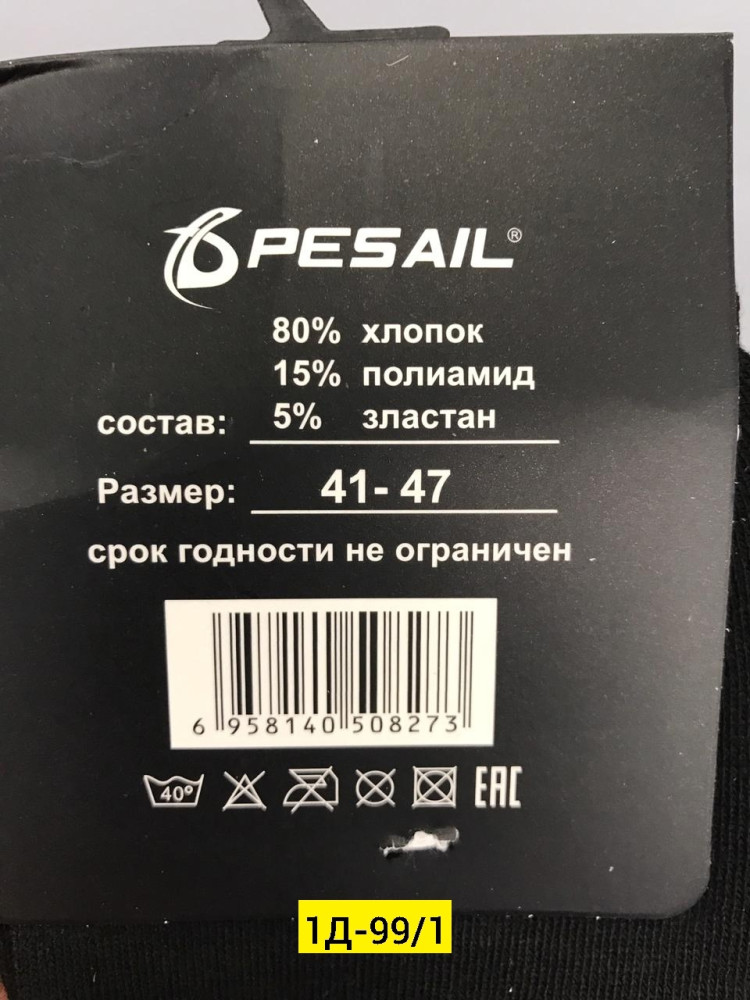 PESAIL®
80% хлопок
15% полиамид
состав: 5% зластан
Размер: 41- 47
срок годности не ограничен
6 958140 508273
40° EAC
1Д-99/1